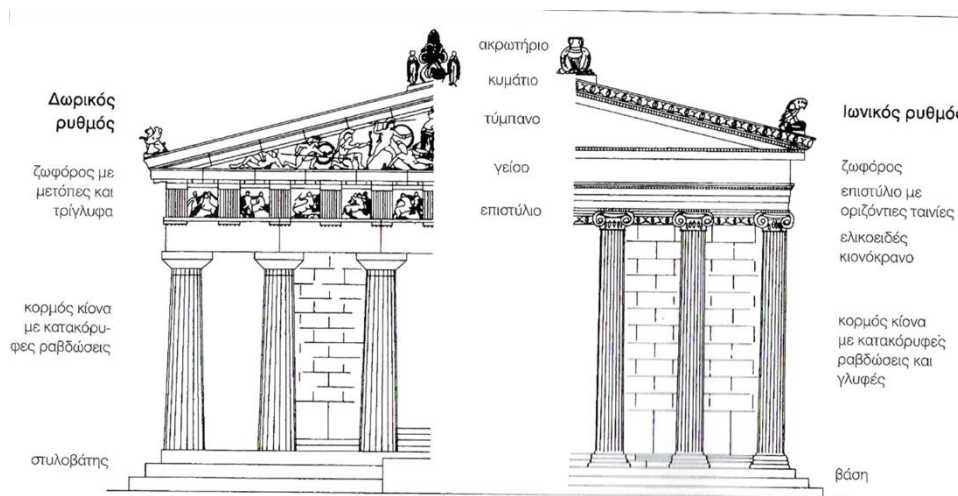 Δωρικός
ρυθμός
ζωφόρος με
μετόπες και
τρίγλυφα
κορμός κίονα
με κατακόρυ-
φες ραβδώσεις
στυλοβάτης
ακρωτήριο
κυμάτιο
τύμπανο
γείσο
επιστύλιο
Ιωνικός ρυθμός
ζωφόρος
επιστύλιο με
οριζόντιες ταινίες
ελικοειδές
κιονόκρανο
κορμός κίονα
με κατακόρυφες
ραβδώσεις και
γλυφές
βάση